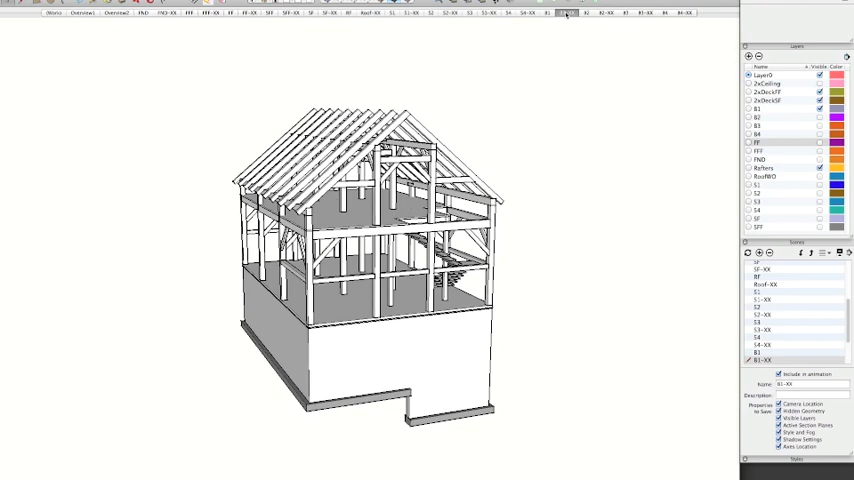 (Work) Overview1 Overview2 FND FND-XX FFF FFF-XX FF FF-XX SFF SFF-XX SF SF-XX RF Roof-XX S1 S1-XX S2 S2-XX S3 S3-XX S4 S4-XX B1 B1-XX B2 B2-XX B3 B3-XX B4 B4-XX
Layers
Name Visible Color
Layer0
2xCeiling
2xDeckFF
2xDeckSF
B1
B2
B3
B4
FF
FFF
FND
Rafters
RoofWD
S1
S2
S3
S4
SF
SFF
Scenes
SF
SF-XX
RF
Roof-XX
S1
S1-XX
S2
S2-XX
S3
S3-XX
S4
S4-XX
B1
B1-XX
Include in animation
Name: B1-XX
Description:
Properties to Save:
Camera Location
Hidden Geometry
Visible Layers
Active Section Planes
Style and Fog
Shadow Settings
Axes Location
Styles